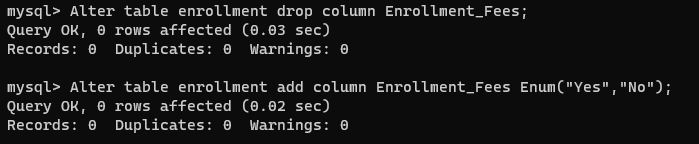 mysql> Alter table enrollment drop column Enrollment_Fees;
Query OK, 0 rows affected (0.03 sec)
Records: 0  Duplicates: 0  Warnings: 0
mysql> Alter table enrollment add column Enrollment_Fees Enum("Yes","No");
Query OK, 0 rows affected (0.02 sec)
Records: 0  Duplicates: 0  Warnings: 0